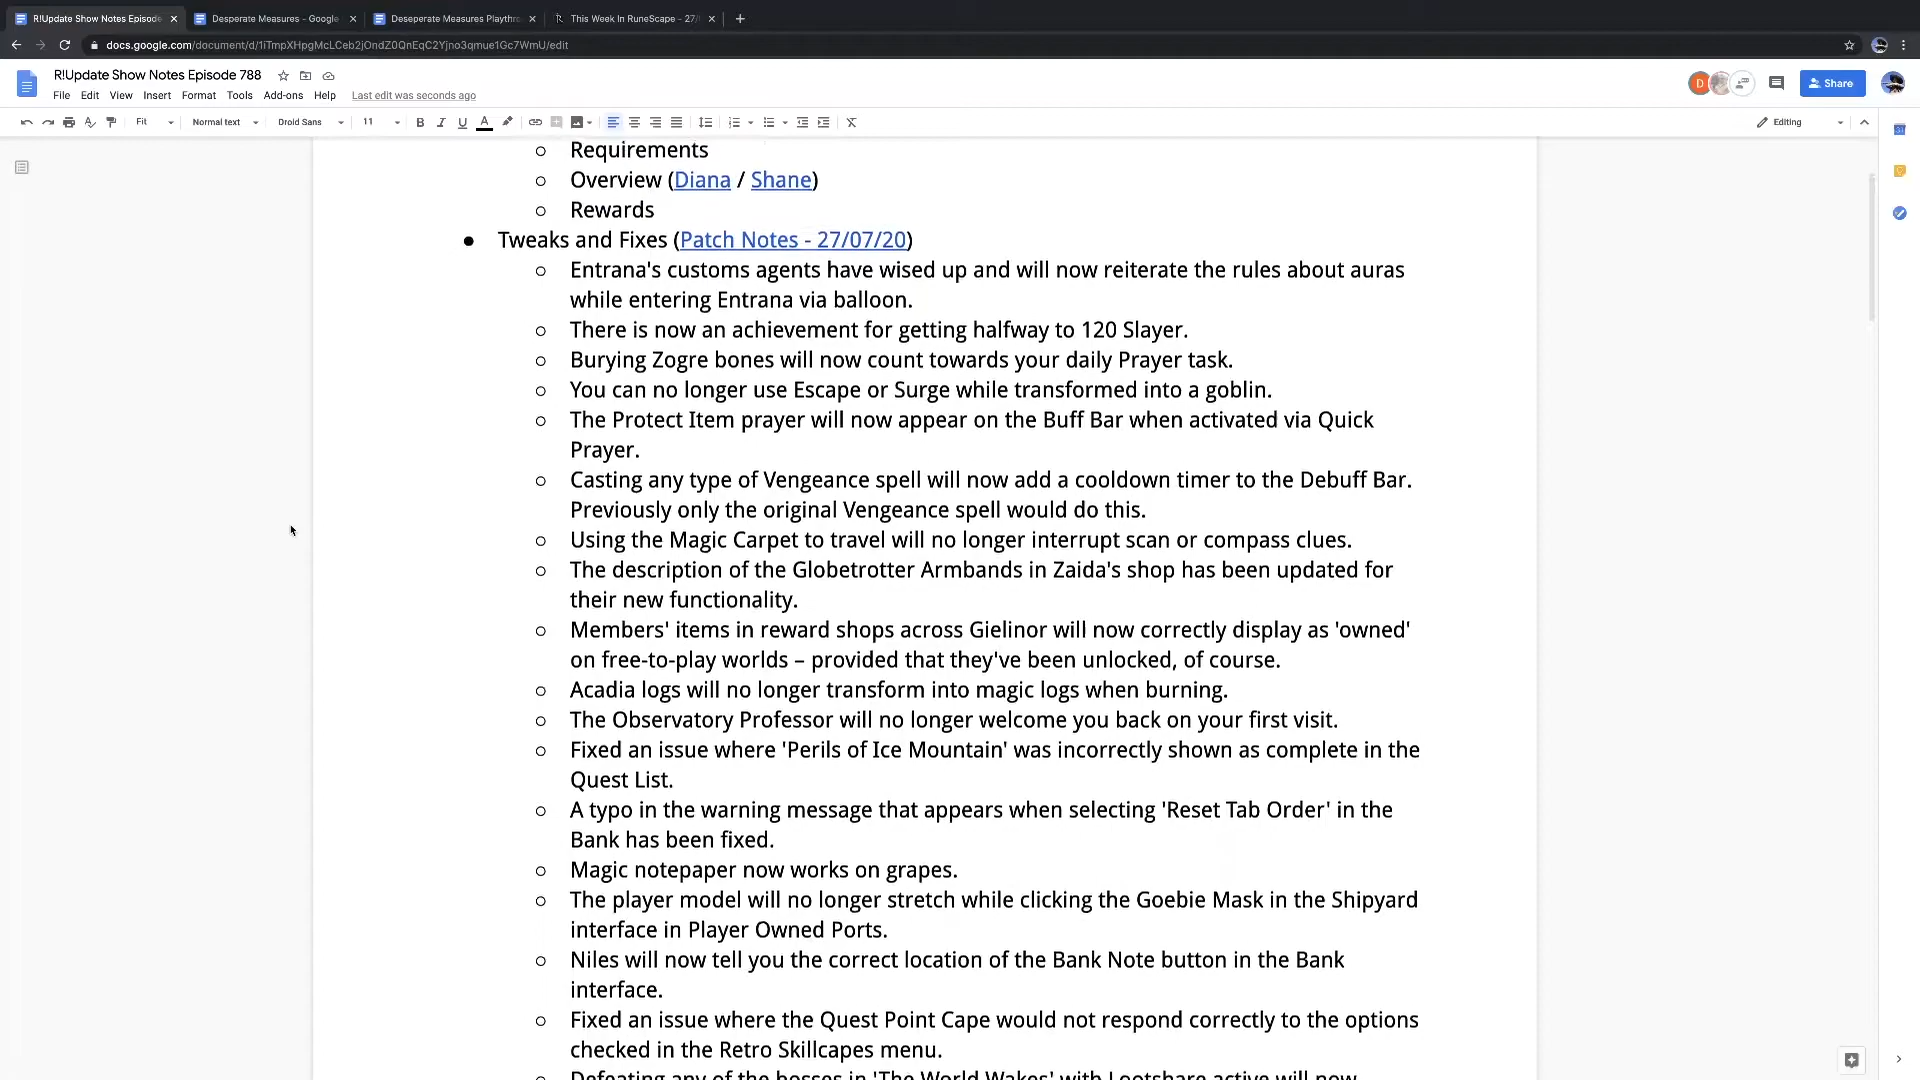 R!Update Show Notes Episode
Desperate Measures - Google
Deseperate Measures Playthr
This Week In RuneScape - 27/
docs.google.com/document/d/1iTmpXHpgMcLCeb2jOndZ0QnEqC2Yjno3qmue1Gc7WmU/edit
R!Update Show Notes Episode 788
File Edit View Insert Format Tools Add-ons Help Last edit was seconds ago
D
Share
Fit Normal text Droid Sans 11 B I U A Editing
Requirements
Overview (Diana / Shane)
Rewards
Tweaks and Fixes (Patch Notes - 27/07/20)
Entrana's customs agents have wised up and will now reiterate the rules about auras
while entering Entrana via balloon.
There is now an achievement for getting halfway to 120 Slayer.
Burying Zogre bones will now count towards your daily Prayer task.
You can no longer use Escape or Surge while transformed into a goblin.
The Protect Item prayer will now appear on the Buff Bar when activated via Quick
Prayer.
Casting any type of Vengeance spell will now add a cooldown timer to the Debuff Bar.
Previously only the original Vengeance spell would do this.
Using the Magic Carpet to travel will no longer interrupt scan or compass clues.
The description of the Globetrotter Armbands in Zaida's shop has been updated for
their new functionality.
Members' items in reward shops across Gielinor will now correctly display as 'owned'
on free-to-play worlds – provided that they've been unlocked, of course.
Acadia logs will no longer transform into magic logs when burning.
The Observatory Professor will no longer welcome you back on your first visit.
Fixed an issue where 'Perils of Ice Mountain' was incorrectly shown as complete in the
Quest List.
A typo in the warning message that appears when selecting 'Reset Tab Order' in the
Bank has been fixed.
Magic notepaper now works on grapes.
The player model will no longer stretch while clicking the Goebie Mask in the Shipyard
interface in Player Owned Ports.
Niles will now tell you the correct location of the Bank Note button in the Bank
interface.
Fixed an issue where the Quest Point Cape would not respond correctly to the options
checked in the Retro Skillcapes menu.
Defeating any of the bosses in 'The World Wakes' with Lootshare active will now